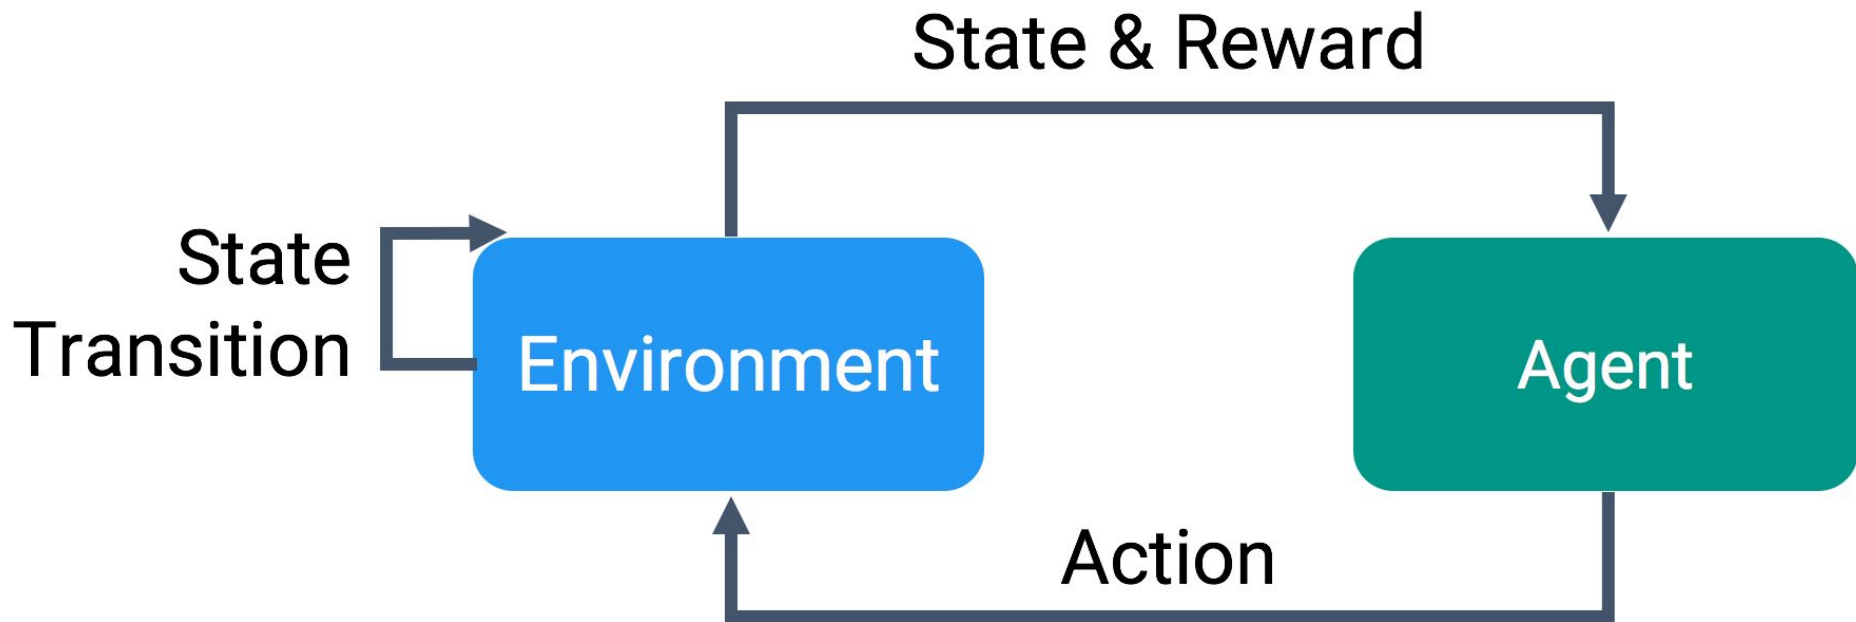 State & Reward
State
Transition
Environment
Agent
Action